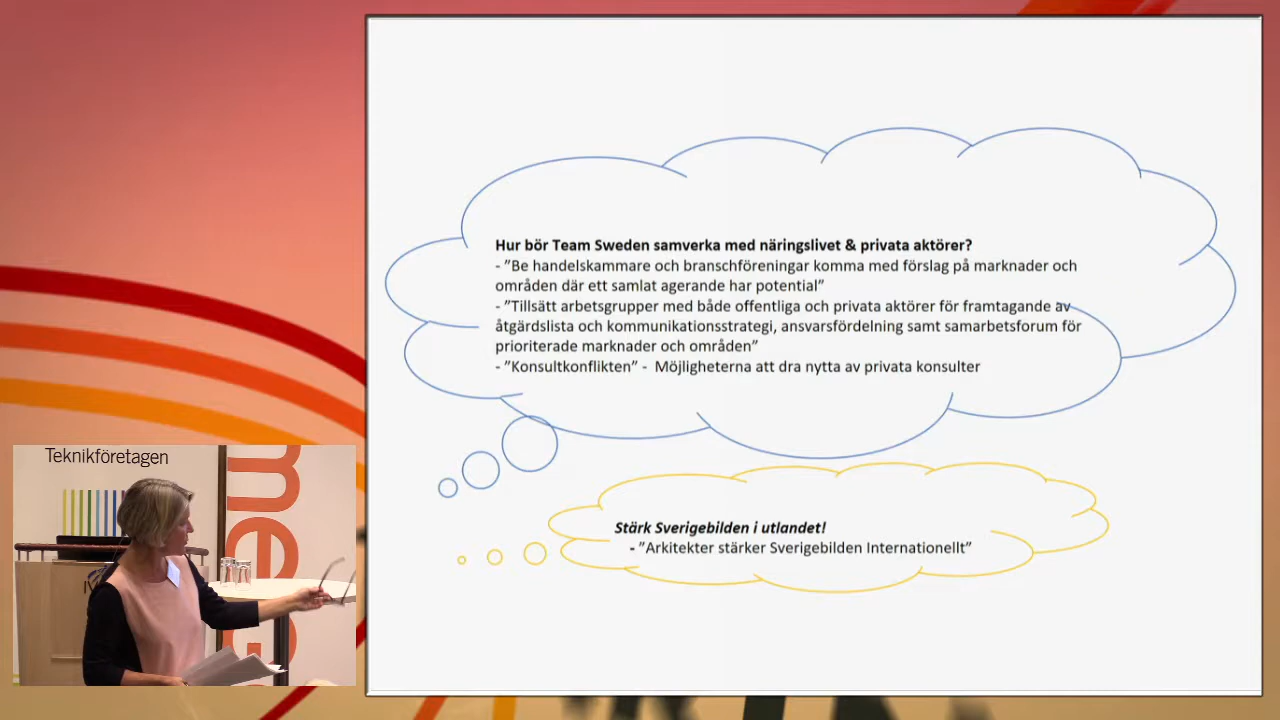 Hur bör Team Sweden samverka med näringslivet & privata aktörer?
- ”Be handelskammare och branschföreningar komma med förslag på marknader och
områden där ett samlat agerande har potential”
- ”Tillsätt arbetsgrupper med både offentliga och privata aktörer för framtagande av
åtgärdslista och kommunikationsstrategi, ansvarsfördelning samt samarbetsforum för
prioriterade marknader och områden”
- ”Konsultkonflikten” - Möjligheterna att dra nytta av privata konsulter
Stärk Sverigebilden i utlandet!
- ”Arkitekter stärker Sverigebilden Internationellt”
Teknikföretagen